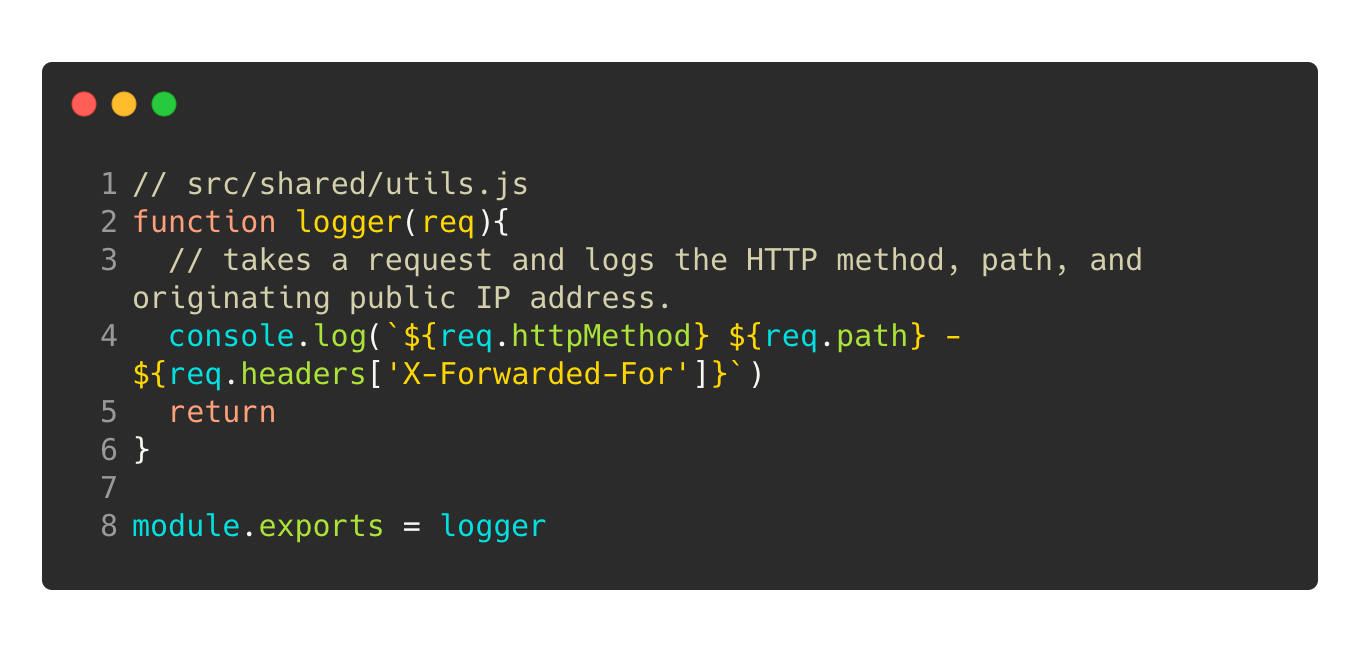 1 // src/shared/utils.js
2 function logger(req){
3   // takes a request and logs the HTTP method, path, and
originating public IP address.
4   console.log(`${req.httpMethod} ${req.path} -
${req.headers['X-Forwarded-For']}`)
5   return
6 }
7
8 module.exports = logger